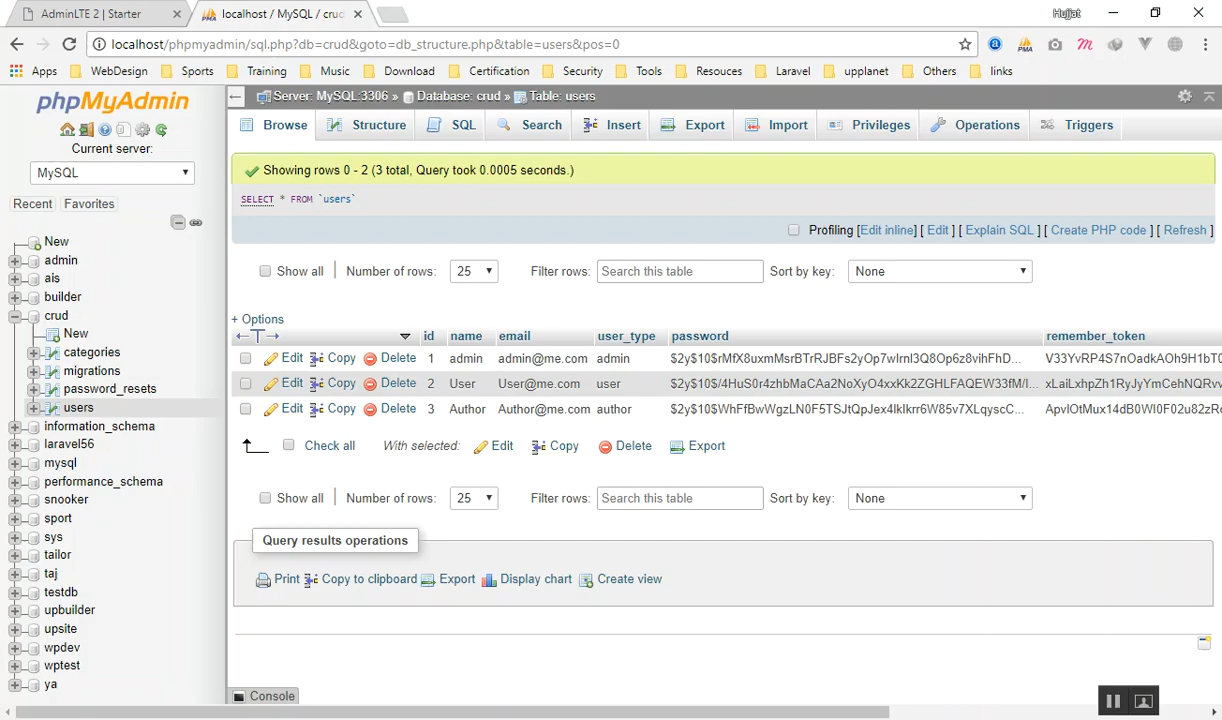 AdminLTE 2 | Starter
localhost / MySQL / crud
Hujjat
localhost/phpmyadmin/sql.php?db=crud&goto=db_structure.php&table=users&pos=0
Apps WebDesign Sports Training Music Download Certification Security Tools Resouces Laravel upplanet Others links
phpMyAdmin
Server: MySQL:3306 » Database: crud » Table: users
Browse Structure SQL Search Insert Export Import Privileges Operations Triggers
Current server:
MySQL
Recent Favorites
New
admin
ais
builder
crud
New
categories
migrations
password_resets
users
information_schema
laravel56
mysql
performance_schema
snooker
sport
sys
tailor
taj
testdb
upbuilder
upsite
wpdev
wptest
ya
Showing rows 0 - 2 (3 total, Query took 0.0005 seconds.)
SELECT * FROM `users`
Profiling [Edit inline] [ Edit ] [ Explain SQL ] [ Create PHP code ] [ Refresh ]
Show all Number of rows: 25 Filter rows: Search this table Sort by key: None
+ Options
id name email user_type password remember_token
Edit Copy Delete 1 admin admin@me.com admin
Edit Copy Delete 2 User User@me.com user
Edit Copy Delete 3 Author Author@me.com author
Check all With selected: Edit Copy Delete Export
Show all Number of rows: 25 Filter rows: Search this table Sort by key: None
Query results operations
Print Copy to clipboard Export Display chart Create view
Console